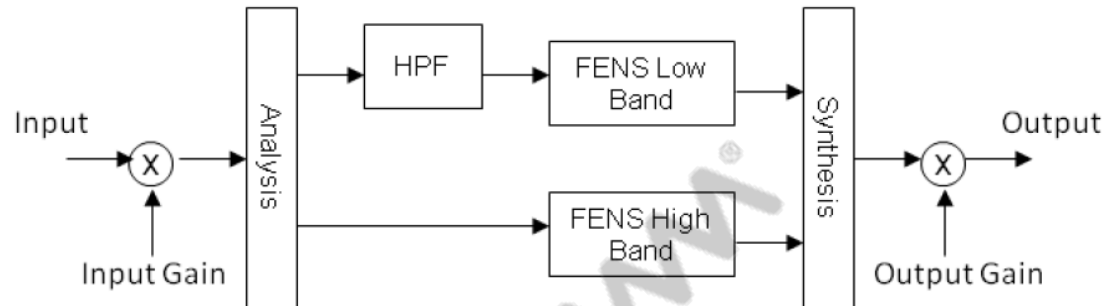 Input
X
Input Gain
Analysis
HPF
FENS Low
Band
FENS High
Band
Synthesis
X
Output
Output Gain